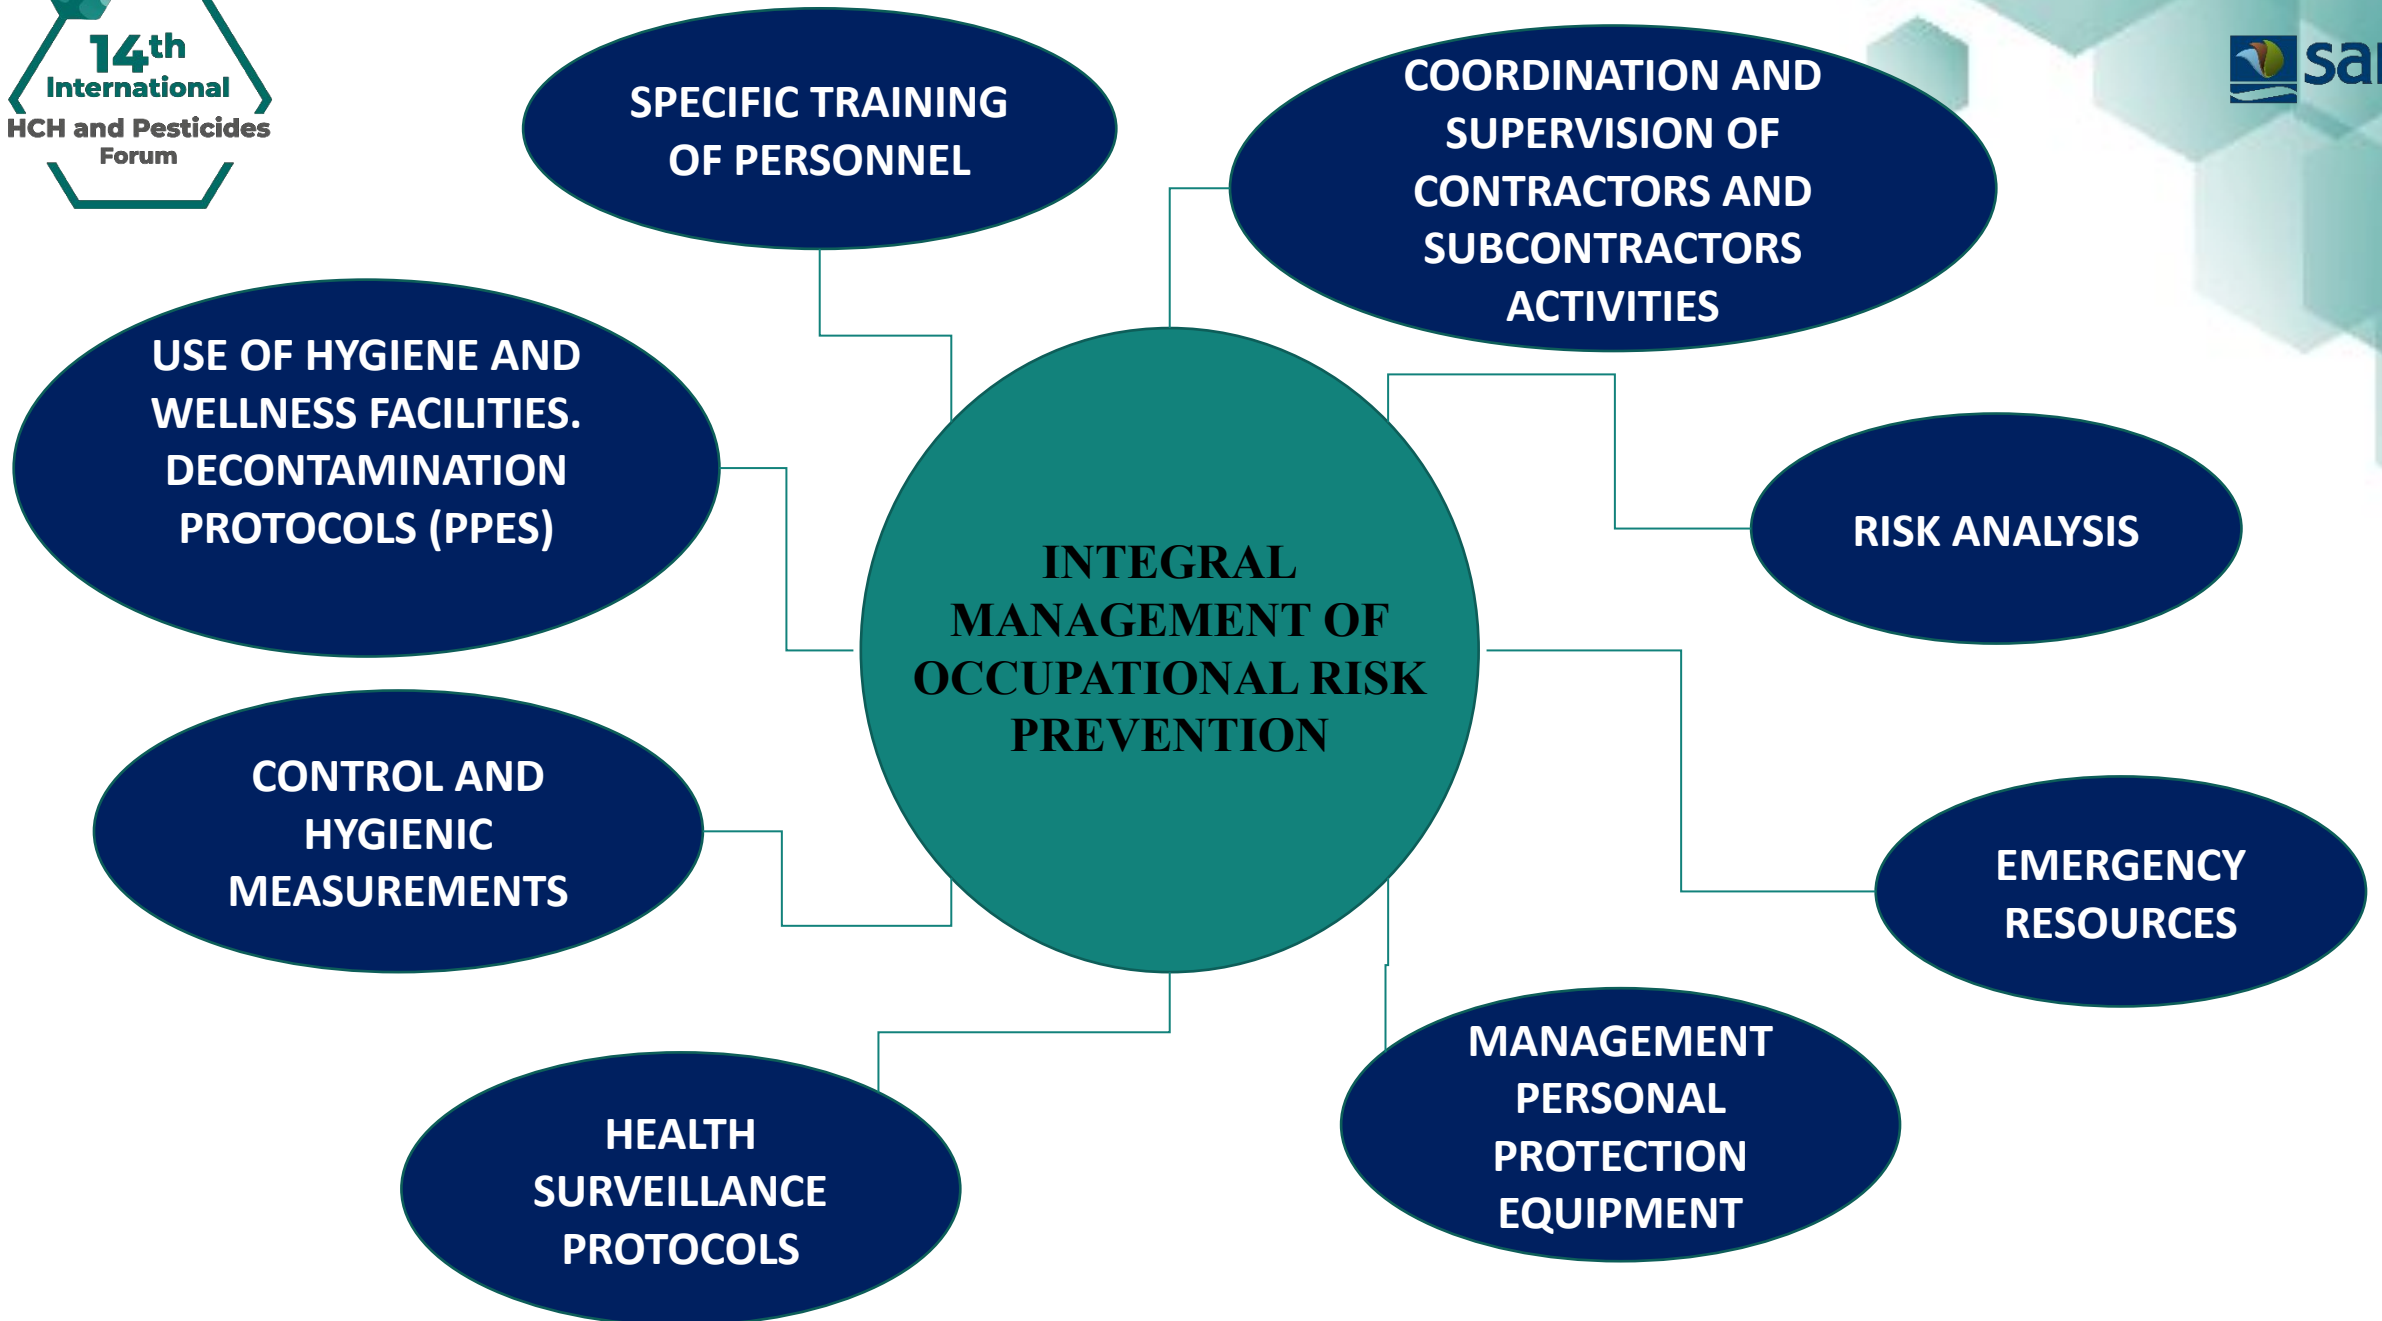 14th
International
HCH and Pesticides
Forum
SPECIFIC TRAINING
OF PERSONNEL
COORDINATION AND
SUPERVISION OF
CONTRACTORS AND
SUBCONTRACTORS
ACTIVITIES
USE OF HYGIENE AND
WELLNESS FACILITIES.
DECONTAMINATION
PROTOCOLS (PPES)
RISK ANALYSIS
INTEGRAL
MANAGEMENT OF
OCCUPATIONAL RISK
PREVENTION
CONTROL AND
HYGIENIC
MEASUREMENTS
EMERGENCY
RESOURCES
HEALTH
SURVEILLANCE
PROTOCOLS
MANAGEMENT
PERSONAL
PROTECTION
EQUIPMENT